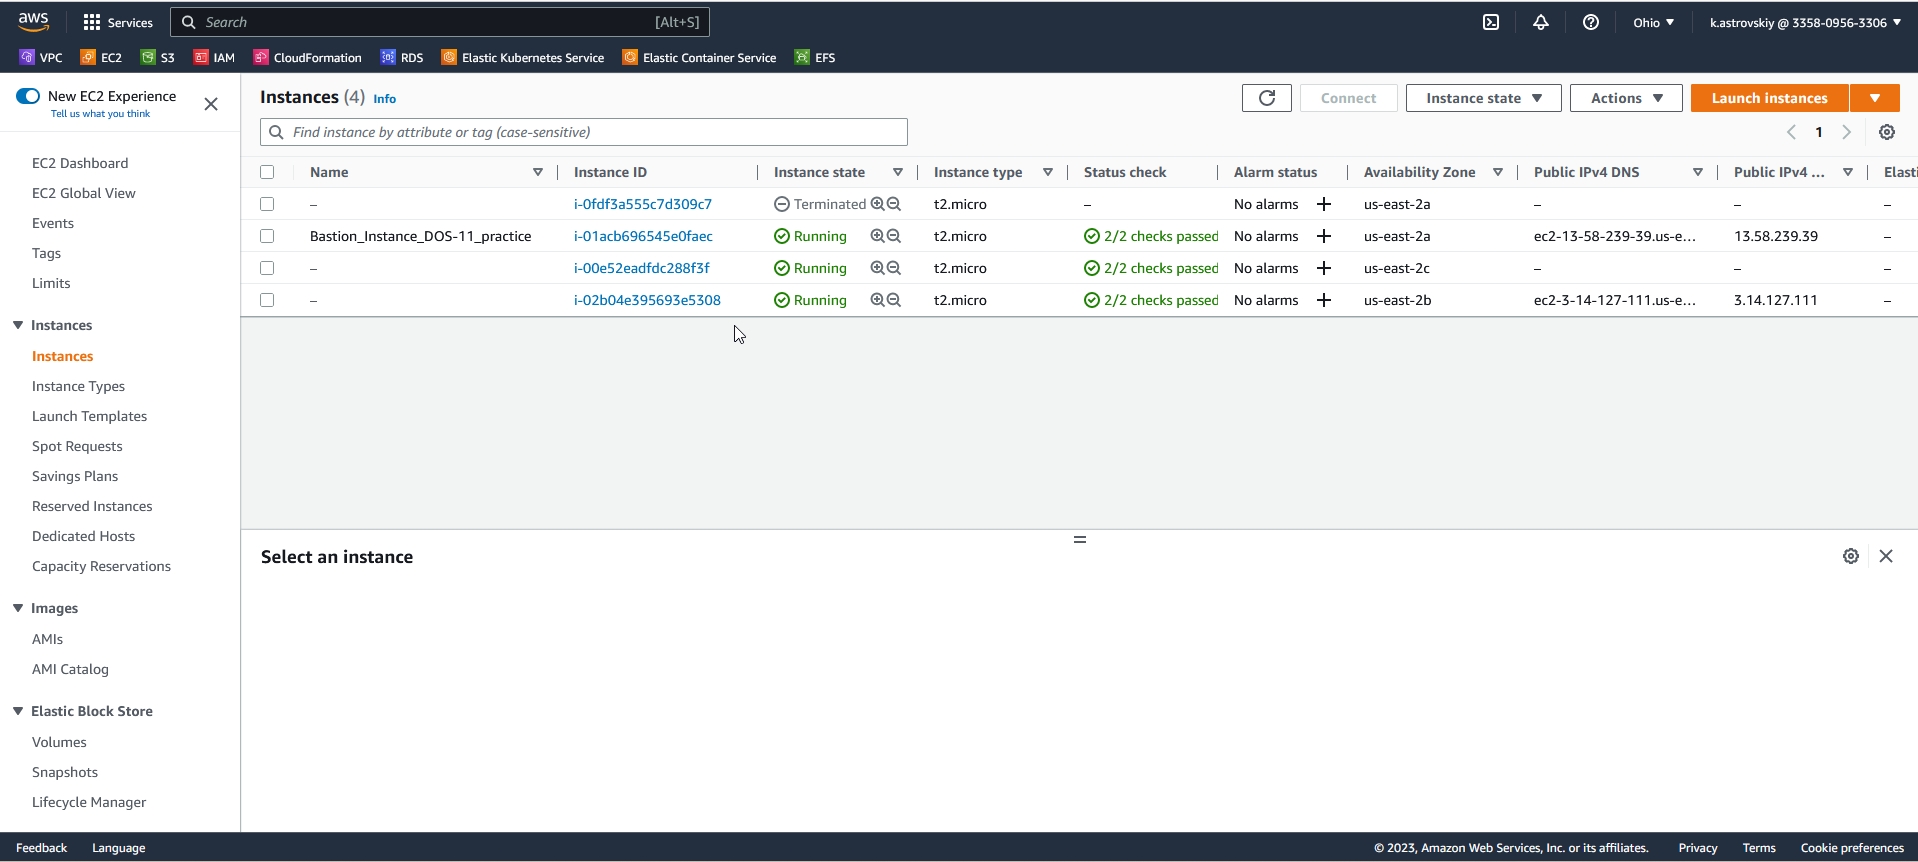 aws
Services
Search
[Alt+S]
Ohio
k.astrovskiy @ 3358-0956-3306
VPC
EC2
S3
IAM
CloudFormation
RDS
Elastic Kubernetes Service
Elastic Container Service
EFS
New EC2 Experience
Tell us what you think
EC2 Dashboard
EC2 Global View
Events
Tags
Limits
Instances
Instances
Instance Types
Launch Templates
Spot Requests
Savings Plans
Reserved Instances
Dedicated Hosts
Capacity Reservations
Images
AMIs
AMI Catalog
Elastic Block Store
Volumes
Snapshots
Lifecycle Manager
Instances (4) Info
Connect
Instance state
Actions
Launch instances
Find instance by attribute or tag (case-sensitive)
1
Name Instance ID Instance state Instance type Status check Alarm status Availability Zone Public IPv4 DNS Public IPv4 ... Elasti
– i-0fdf3a555c7d309c7 Terminated t2.micro – No alarms + us-east-2a – – –
Bastion_Instance_DOS-11_practice i-01acb696545e0faec Running t2.micro 2/2 checks passed No alarms + us-east-2a ec2-13-58-239-39.us-e... 13.58.239.39 –
– i-00e52eadfdc288f3f Running t2.micro 2/2 checks passed No alarms + us-east-2c – – –
– i-02b04e395693e5308 Running t2.micro 2/2 checks passed No alarms + us-east-2b ec2-3-14-127-111.us-e... 3.14.127.111 –
Select an instance
Feedback
Language
© 2023, Amazon Web Services, Inc. or its affiliates.
Privacy
Terms
Cookie preferences